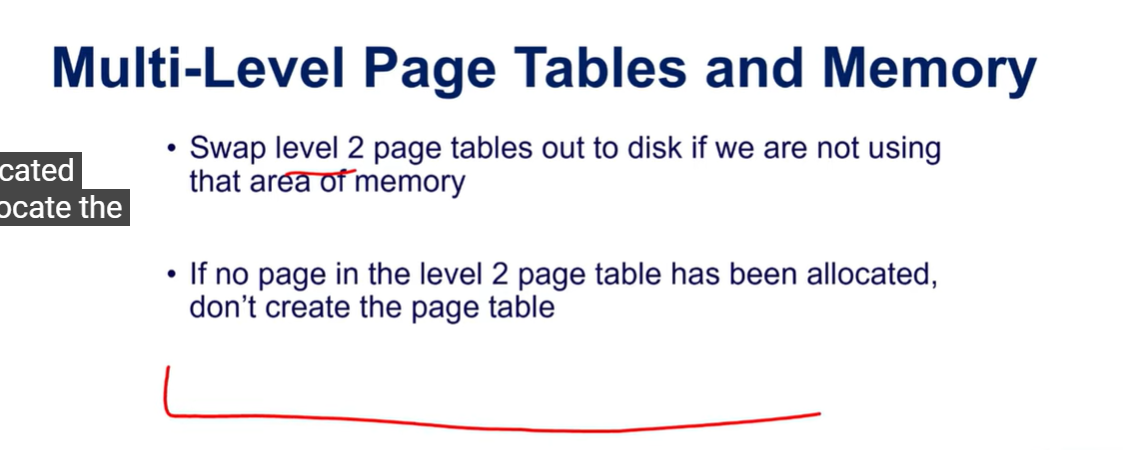 Multi-Level Page Tables and Memory
• Swap level 2 page tables out to disk if we are not using
that area of memory
cated
ocate the
• If no page in the level 2 page table has been allocated,
don’t create the page table